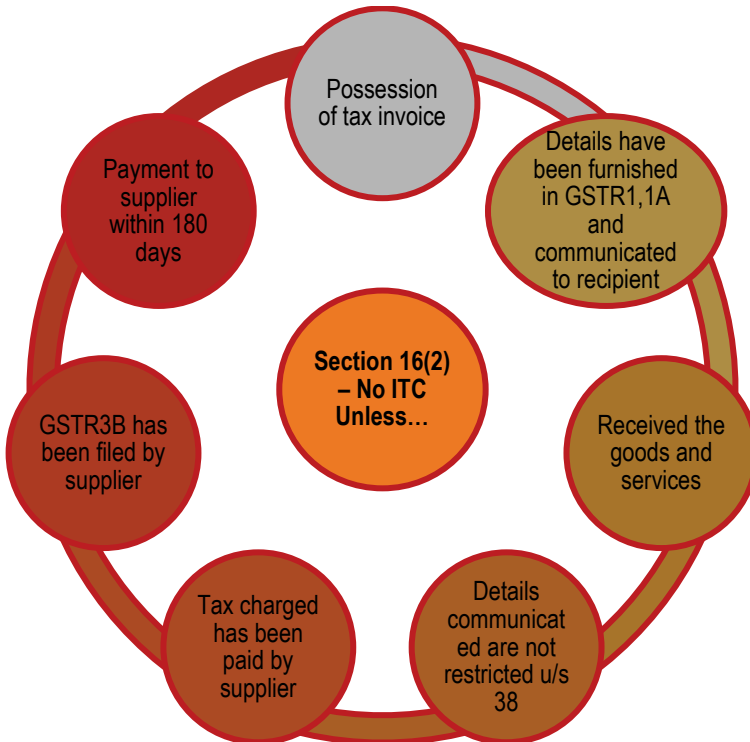 Possession
of tax invoice
Details have
been furnished
in GSTR1,1A
and
communicated
to recipient
Received the
goods and
services
Details
communicat
ed are not
restricted u/s
38
Tax charged
has been
paid by
supplier
GSTR3B has
been filed by
supplier
Payment to
supplier
within 180
days
Section 16(2)
– No ITC
Unless…